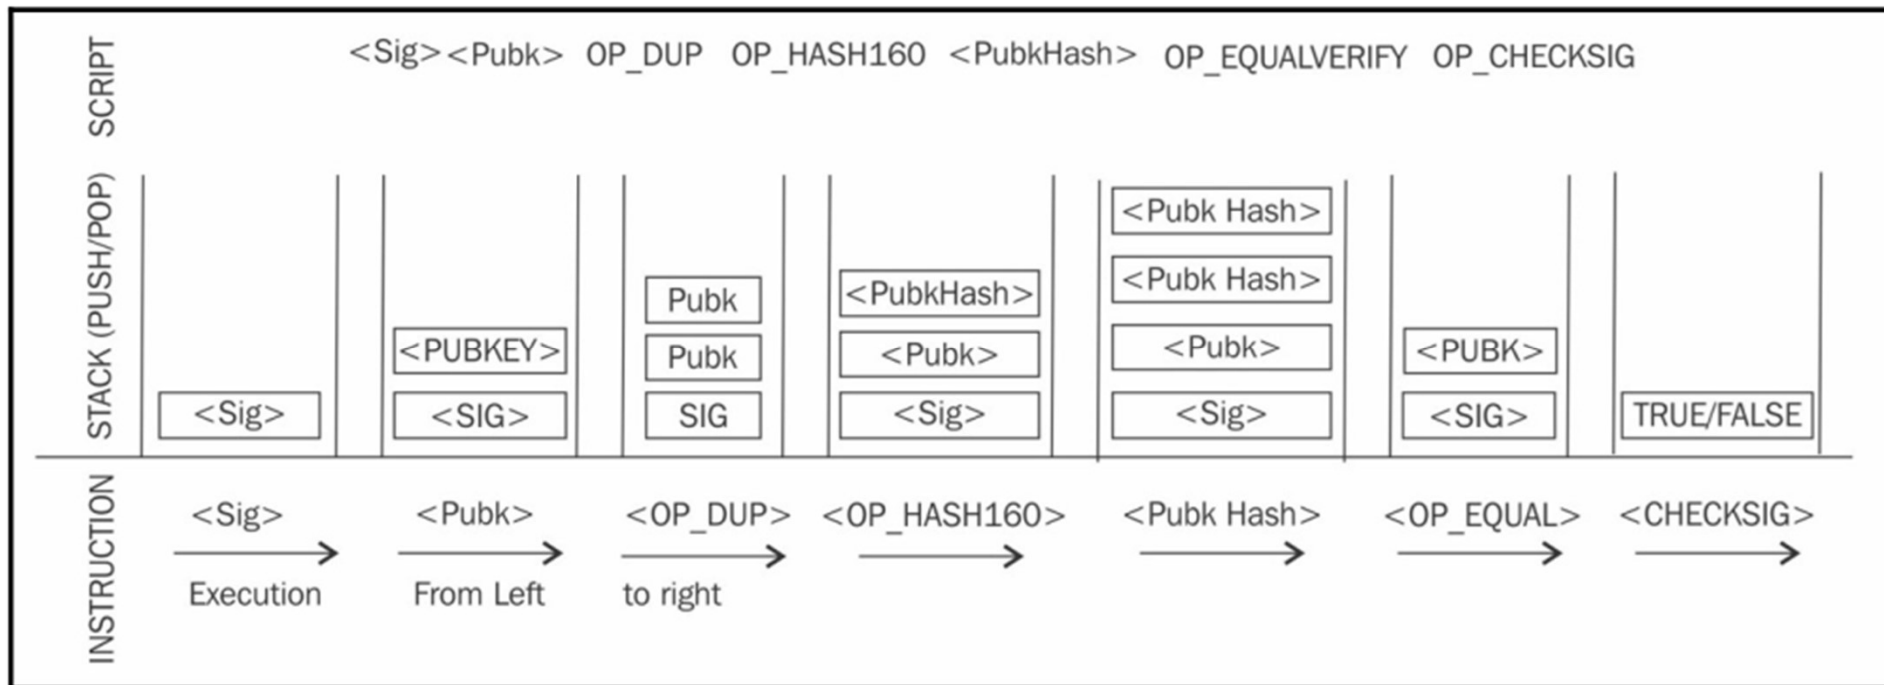 SCRIPT
<Sig> <Pubk> OP_DUP OP_HASH160 <PubkHash> OP_EQUALVERIFY OP_CHECKSIG
STACK (PUSH/POP)
<Sig>
<PUBKEY>
<SIG>
Pubk
Pubk
SIG
<PubkHash>
<Pubk>
<Sig>
<Pubk Hash>
<Pubk Hash>
<Pubk>
<Sig>
<PUBK>
<SIG>
TRUE/FALSE
INSTRUCTION
<Sig> <Pubk> <OP_DUP> <OP_HASH160> <Pubk Hash> <OP_EQUAL> <CHECKSIG>
Execution From Left to right